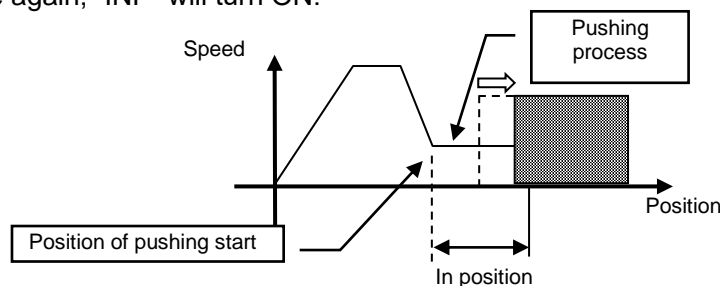 again, "INP" will turn ON.
Pushing
process
Speed
Position
Position of pushing start
In position